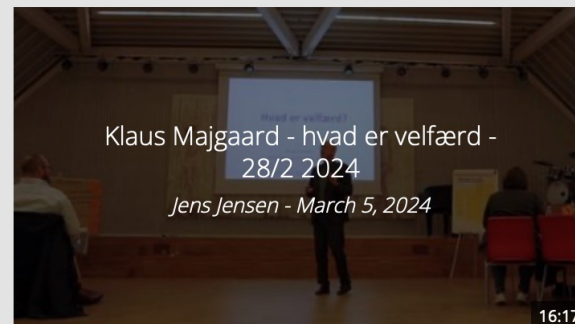 Hvad er velfærd?
Klaus Majgaard - hvad er velfærd -
28/2 2024
Jens Jensen - March 5, 2024
16:17